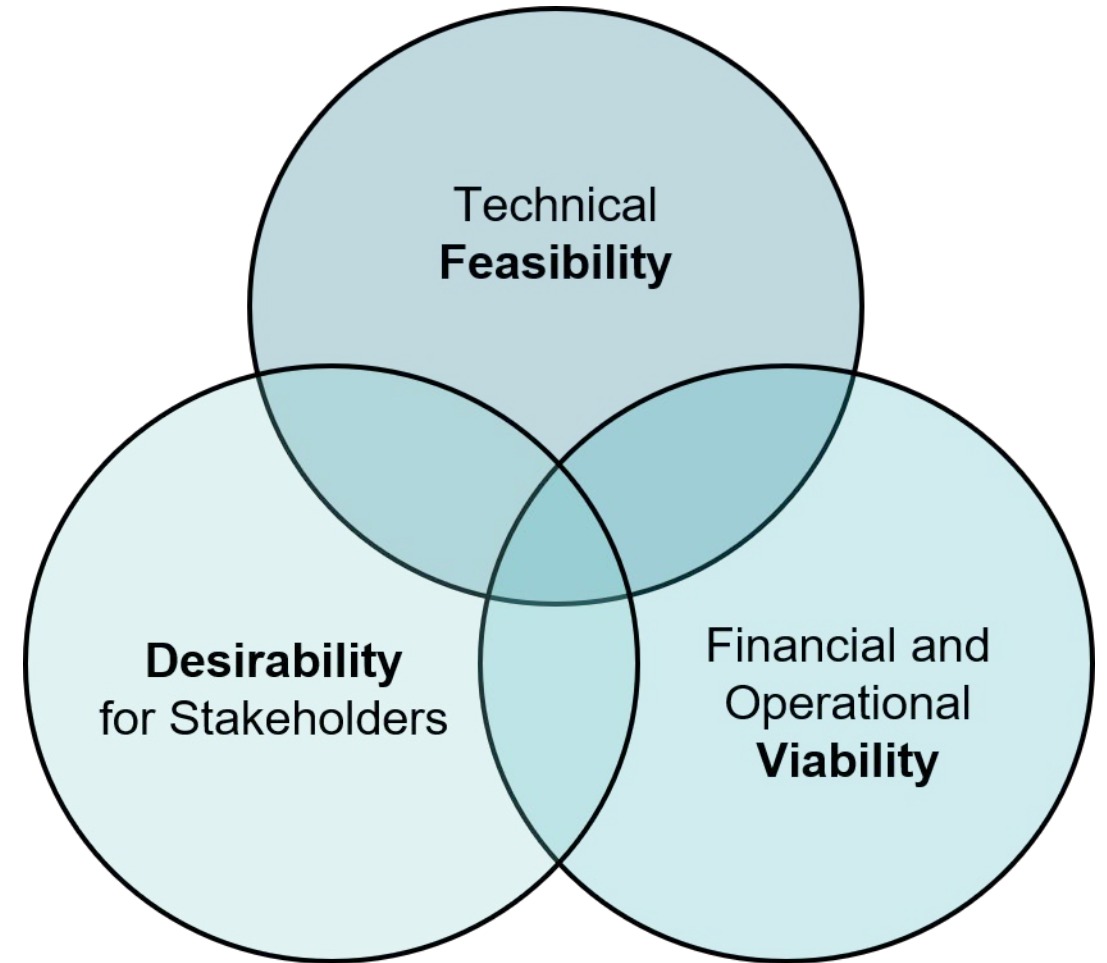 Technical
Feasibility
Desirability
for Stakeholders
Financial and
Operational
Viability